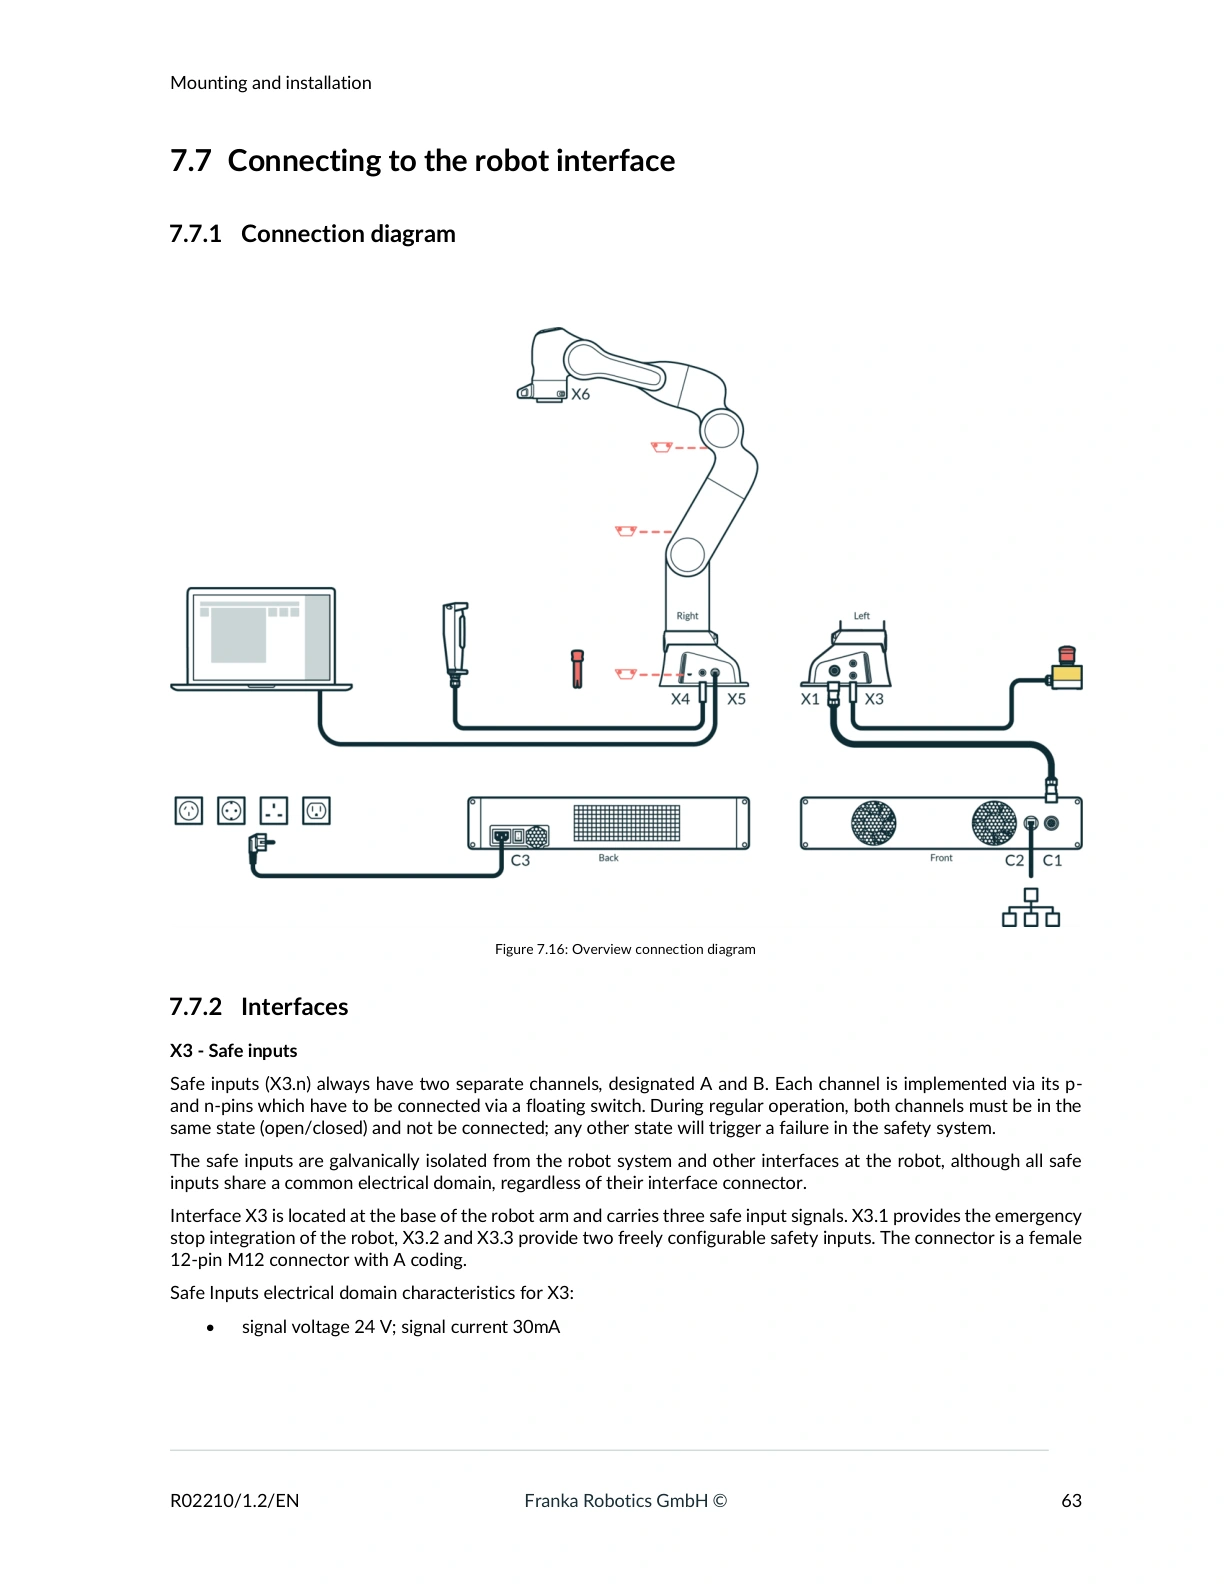 Mounting and installation
7.7 Connecting to the robot interface
7.7.1 Connection diagram
X6
Right
Left
X4
X5
X1
X3
C3
Back
Front
C2
C1
Figure 7.16: Overview connection diagram
7.7.2 Interfaces
X3 - Safe inputs
Safe inputs (X3.n) always have two separate channels, designated A and B. Each channel is implemented via its p-
and n-pins which have to be connected via a floating switch. During regular operation, both channels must be in the
same state (open/closed) and not be connected; any other state will trigger a failure in the safety system.
The safe inputs are galvanically isolated from the robot system and other interfaces at the robot, although all safe
inputs share a common electrical domain, regardless of their interface connector.
Interface X3 is located at the base of the robot arm and carries three safe input signals. X3.1 provides the emergency
stop integration of the robot, X3.2 and X3.3 provide two freely configurable safety inputs. The connector is a female
12-pin M12 connector with A coding.
Safe Inputs electrical domain characteristics for X3:
• signal voltage 24 V; signal current 30mA
R02210/1.2/EN
Franka Robotics GmbH ©
63